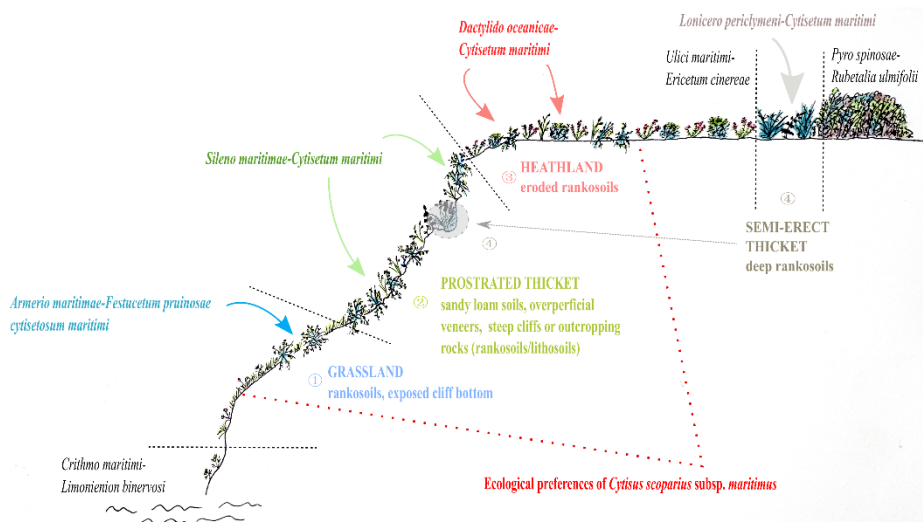 Lonicero periclymeni-Cytisetum maritimi
Dactylido oceanicae-
Cytisetum maritimi
Ulici maritimi-
Ericetum cinereae
Pyro spinosae-
Rubetalia ulmifolii
Sileno maritimae-Cytisetum maritimi
③ HEATHLAND
eroded rankosoils
④
SEMI-ERECT
THICKET
deep rankosoils
④
Armerio maritimae-Festucetum pruinosae
cytisetosum maritimi
② PROSTRATED THICKET
sandy loam soils, overperficial
veneers, steep cliffs or outcropping
rocks (rankosoils/lithosoils)
① GRASSLAND
rankosoils, exposed cliff bottom
Crithmo maritimi-
Limonienion binervosi
Ecological preferences of Cytisus scoparius subsp. maritimus